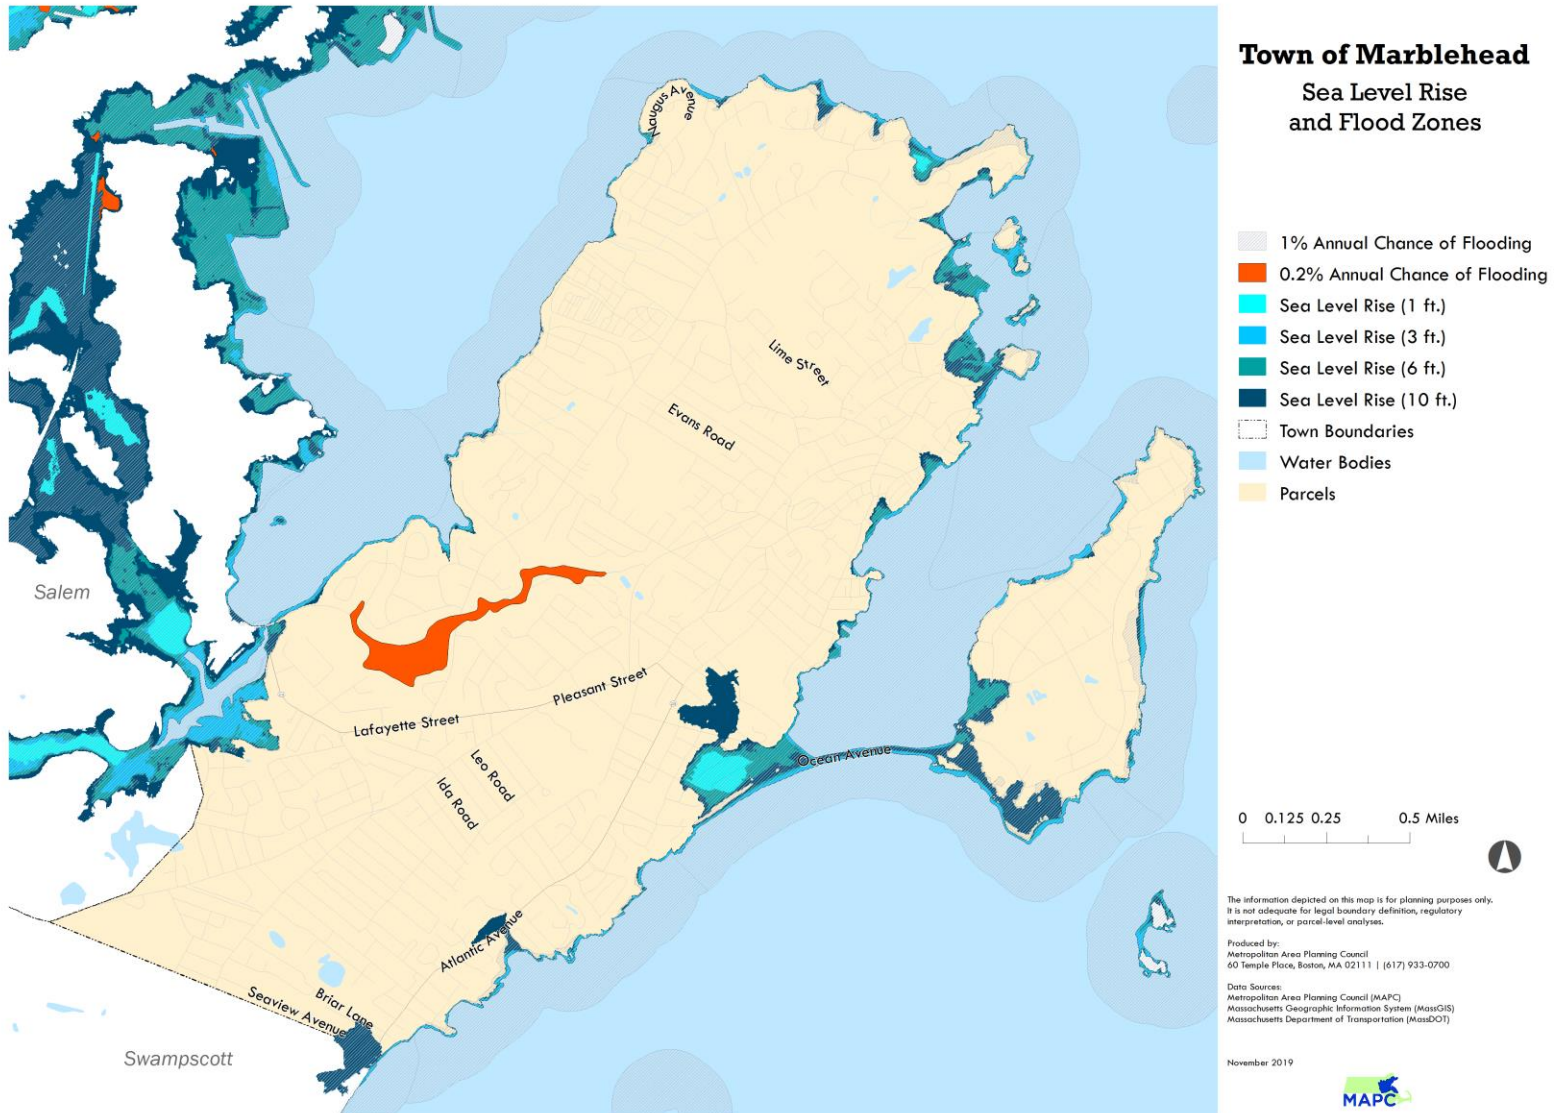 Town of Marblehead
Sea Level Rise
and Flood Zones
1% Annual Chance of Flooding
0.2% Annual Chance of Flooding
Sea Level Rise (1 ft.)
Sea Level Rise (3 ft.)
Sea Level Rise (6 ft.)
Sea Level Rise (10 ft.)
Town Boundaries
Water Bodies
Parcels
Naugus Avenue
Lime Street
Evans Road
Salem
Pleasant Street
Lafayette Street
Leo Road
Ida Road
Ocean Avenue
Atlantic Avenue
Briar Lane
Seaview Avenue
Swampscott
0 0.125 0.25 0.5 Miles
The information depicted on this map is for planning purposes only.
It is not adequate for legal boundary definition, regulatory
interpretation, or parcel-level analyses.
Produced by:
Metropolitan Area Planning Council
60 Temple Place, Boston, MA 02111 | (617) 933-0700
Data Sources:
Metropolitan Area Planning Council (MAPC)
Massachusetts Geographic Information System (MassGIS)
Massachusetts Department of Transportation (MassDOT)
November 2019
MAPC